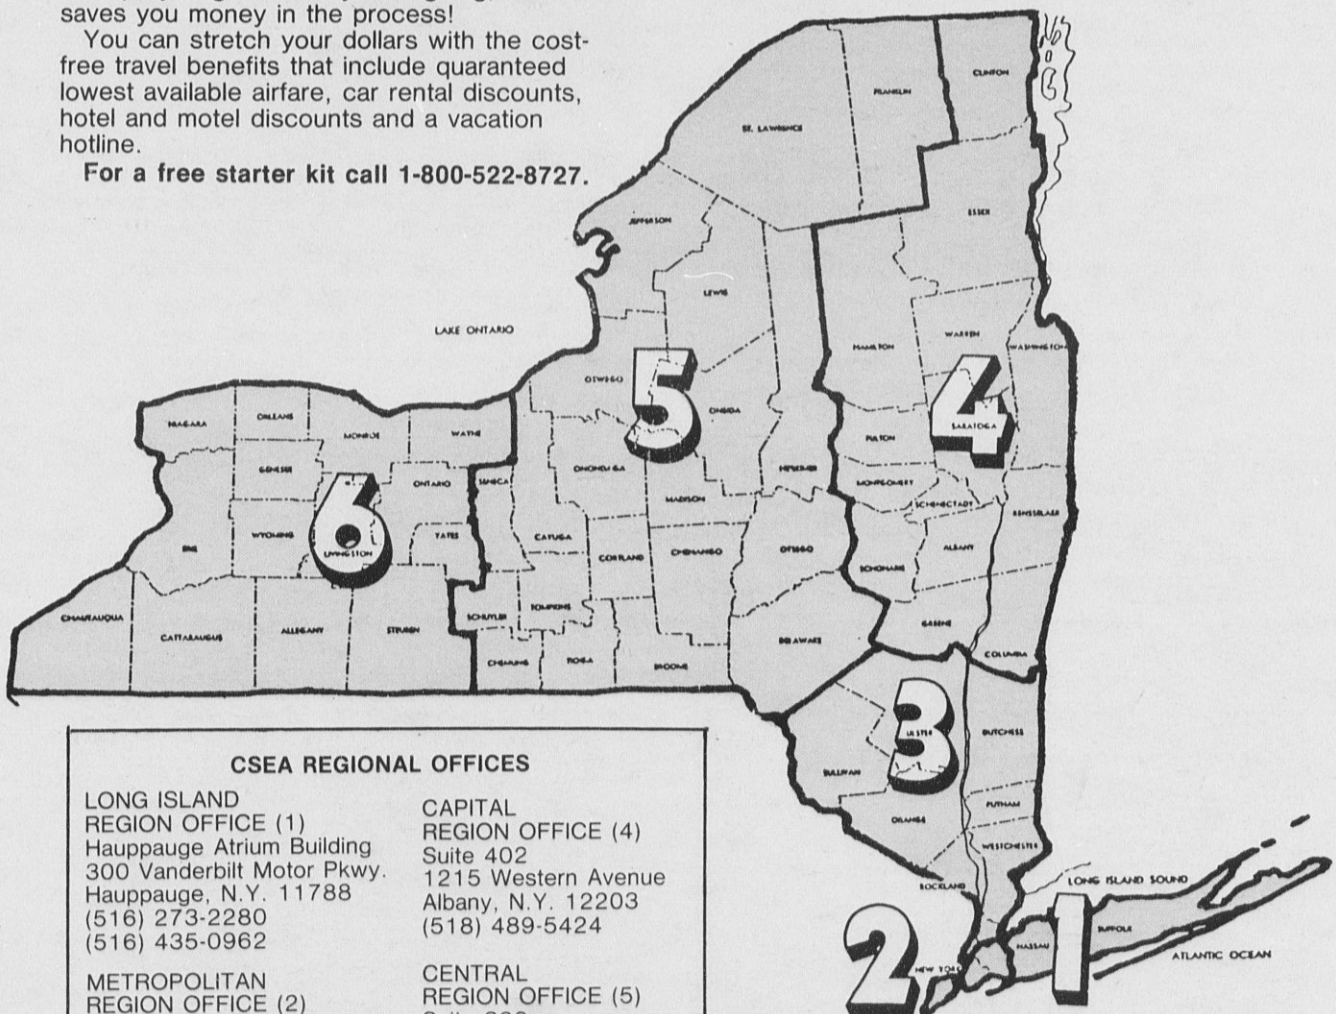 saves you money in the process!
You can stretch your dollars with the cost-
free travel benefits that include quaranteed
lowest available airfare, car rental discounts,
hotel and motel discounts and a vacation
hotline.
For a free starter kit call 1-800-522-8727.
CLINTON
FRANKLIN
ST. LAWRENCE
ESSEX
JEFFERSON
LEWIS
LAKE ONTARIO
HAMILTON
WARREN
WASHINGTON
OSWEGO
5
ONEIDA
4
SARATOGA
NIAGARA
ORLEANS
MONROE
WAYNE
FULTON
GENESEE
ONTARIO
SENECA
ONONDAGA
MADISON
HERKIMER
MONTGOMERY
SCHENECTADY
RENSSELAER
6
ERIE
WYOMING
LIVINGSTON
YATES
CAYUGA
CORTLAND
CHENANGO
OTSEGO
ALBANY
SCHOHARIE
CHAUTAUQUA
CATTARAUGUS
ALLEGANY
STEUBEN
SCHUYLER
TOMPKINS
CHEMUNG
TIOGA
BROOME
DELAWARE
GREENE
COLUMBIA
3
ULSTER
DUTCHESS
SULLIVAN
ORANGE
PUTNAM
WESTCHESTER
ROCKLAND
LONG ISLAND SOUND
2
NEW YORK
NASSAU
1
SUFFOLK
ATLANTIC OCEAN
CSEA REGIONAL OFFICES
LONG ISLAND
REGION OFFICE (1)
Hauppauge Atrium Building
300 Vanderbilt Motor Pkwy.
Hauppauge, N.Y. 11788
(516) 273-2280
(516) 435-0962
METROPOLITAN
REGION OFFICE (2)
CAPITAL
REGION OFFICE (4)
Suite 402
1215 Western Avenue
Albany, N.Y. 12203
(518) 489-5424
CENTRAL
REGION OFFICE (5)